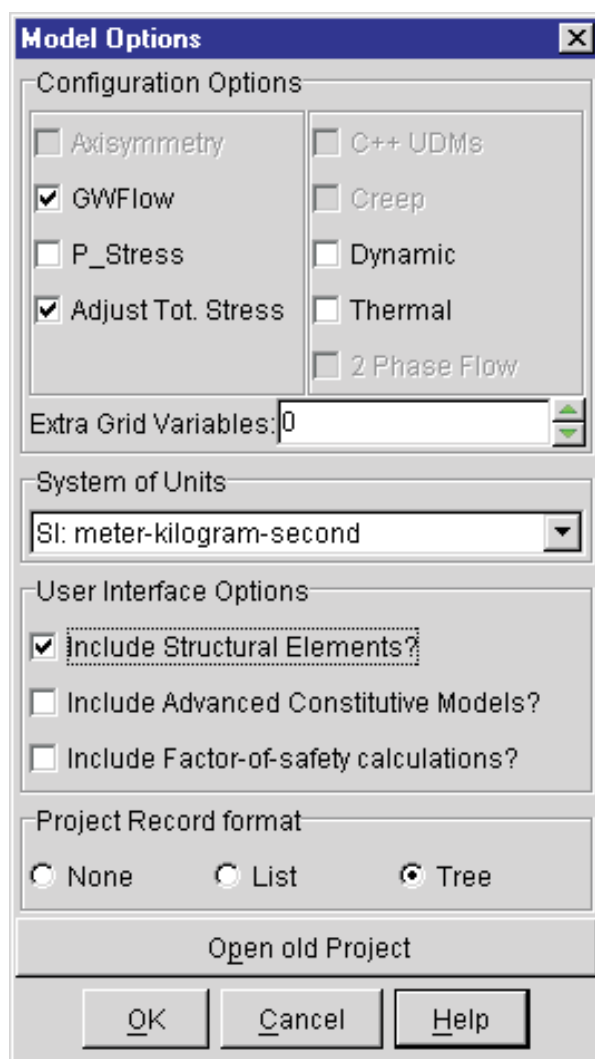 Model Options
Configuration Options
Axisymmetry
GWFlow
P_Stress
Adjust Tot. Stress
C++ UDMs
Creep
Dynamic
Thermal
2 Phase Flow
Extra Grid Variables: 0
System of Units
SI: meter-kilogram-second
User Interface Options
Include Structural Elements?
Include Advanced Constitutive Models?
Include Factor-of-safety calculations?
Project Record format
None List Tree
Open old Project
OK Cancel Help